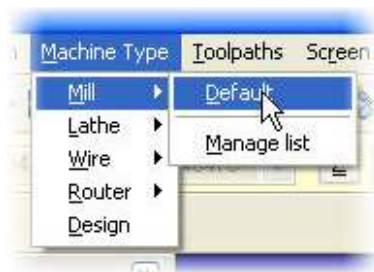 Machine Type Toolpaths Screen
Mill Default
Lathe
Manage list
Wire
Router
Design